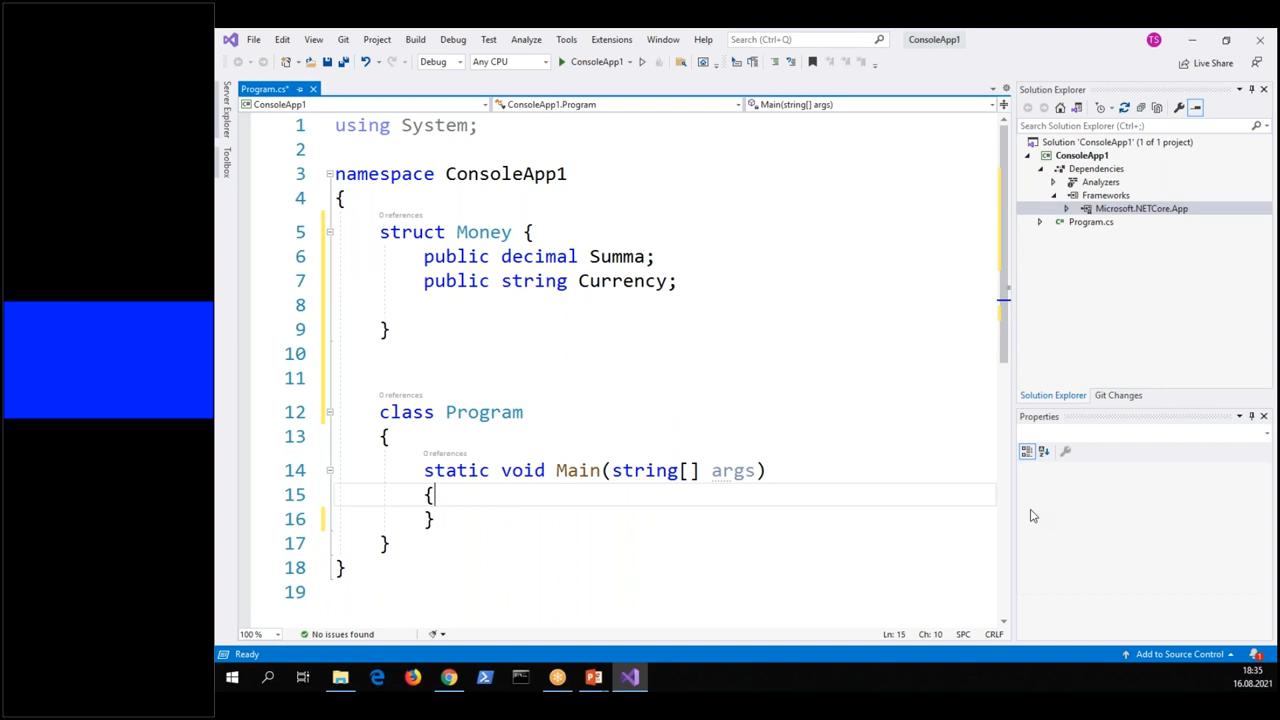 File Edit View Git Project Build Debug Test Analyze Tools Extensions Window Help Search (Ctrl+Q) ConsoleApp1 TS
Debug Any CPU ConsoleApp1 Live Share
Server Explorer
Toolbox
Program.cs*
ConsoleApp1 ConsoleApp1.Program Main(string[] args)
1 using System;
2
3 namespace ConsoleApp1
4 {
0 references
5 struct Money {
6 public decimal Summa;
7 public string Currency;
8
9 }
10
11
0 references
12 class Program
13 {
0 references
14 static void Main(string[] args)
15 {
16 }
17 }
18 }
19
100 % No issues found Ln: 15 Ch: 10 SPC CRLF
Solution Explorer
Search Solution Explorer (Ctrl+;)
Solution 'ConsoleApp1' (1 of 1 project)
ConsoleApp1
Dependencies
Analyzers
Frameworks
Microsoft.NETCore.App
Program.cs
Solution Explorer Git Changes
Properties
Ready Add to Source Control 1
18:35
16.08.2021